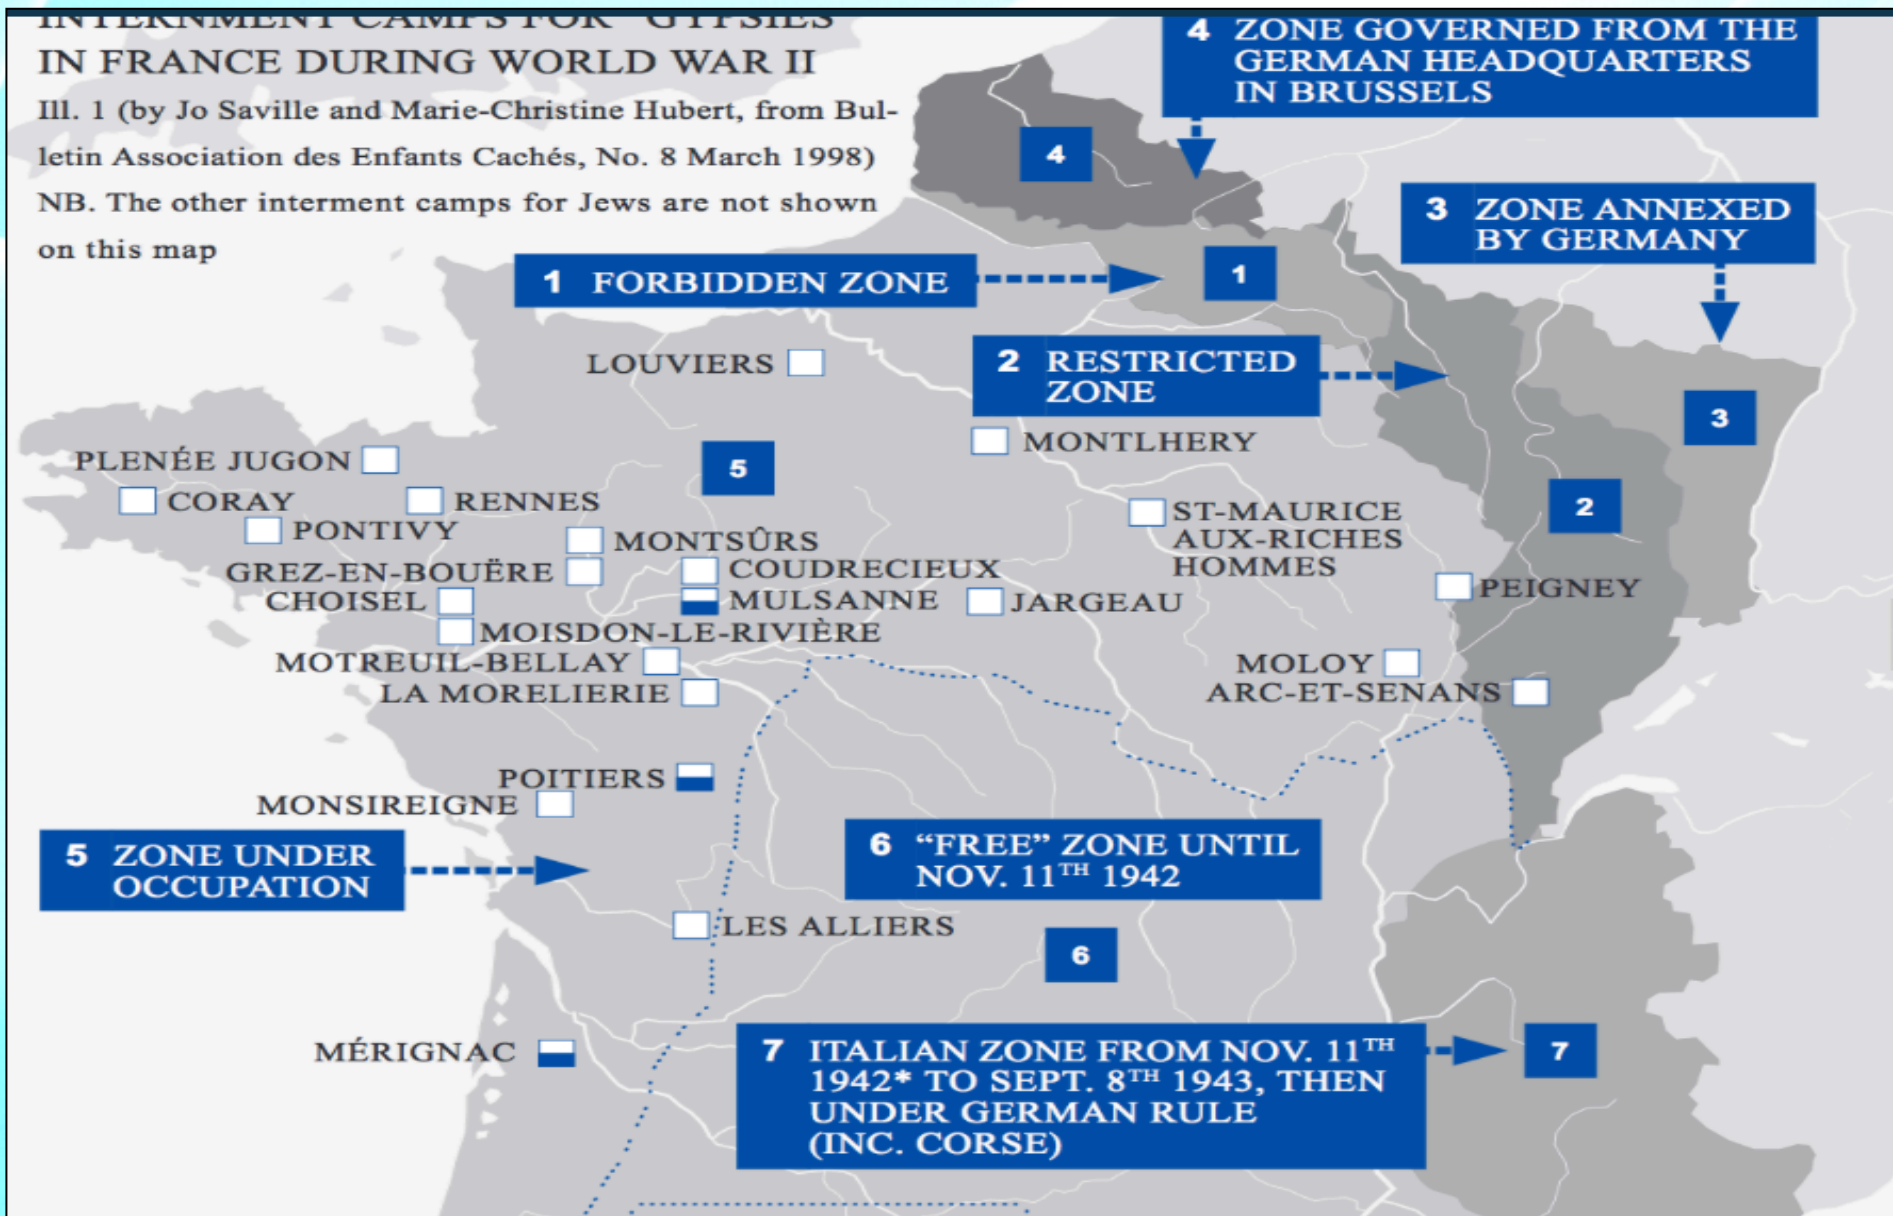 INTERNMENT CAMPS FOR "GYPSIES"
IN FRANCE DURING WORLD WAR II
Ill. 1 (by Jo Saville and Marie-Christine Hubert, from Bul-
letin Association des Enfants Cachés, No. 8 March 1998)
NB. The other interment camps for Jews are not shown
on this map
4 ZONE GOVERNED FROM THE
GERMAN HEADQUARTERS
IN BRUSSELS
4
3 ZONE ANNEXED
BY GERMANY
1 FORBIDDEN ZONE
1
2 RESTRICTED
ZONE
LOUVIERS
3
MONTLHERY
PLENÉE JUGON
5
CORAY
RENNES
2
PONTIVY
ST-MAURICE
AUX-RICHES
HOMMES
MONTSÛRS
GREZ-EN-BOUËRE
COUDRECIEUX
PEIGNEY
CHOISEL
MULSANNE
JARGEAU
MOISDON-LE-RIVIÈRE
MOTREUIL-BELLAY
MOLOY
LA MORELIERIE
ARC-ET-SENANS
POITIERS
MONSIREIGNE
5 ZONE UNDER
OCCUPATION
6 “FREE” ZONE UNTIL
NOV. 11TH 1942
LES ALLIERS
6
MÉRIGNAC
7 ITALIAN ZONE FROM NOV. 11TH
1942* TO SEPT. 8TH 1943, THEN
UNDER GERMAN RULE
(INC. CORSE)
7